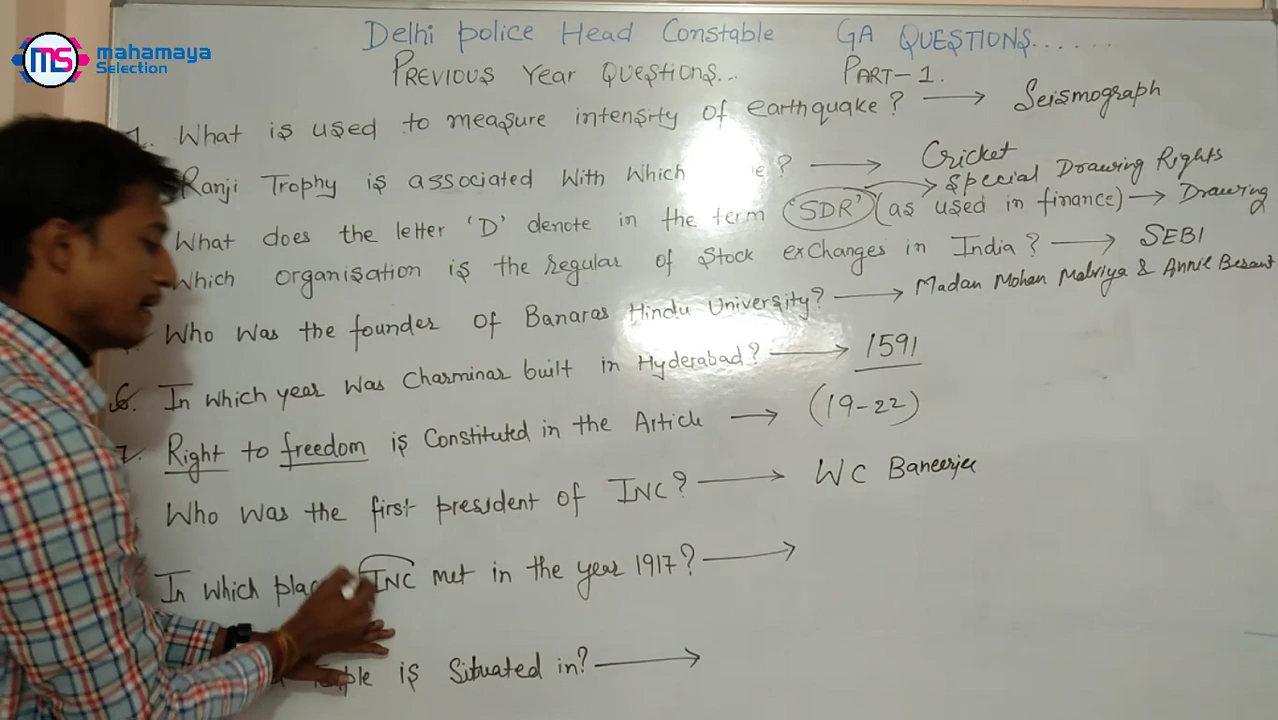 mahamaya
Selection
Delhi police Head Constable GA QUESTIONS......
PREVIOUS YEAR QUESTIONS... PART-1.
1. What is used to measure intensity of earthquake? → Seismograph
Ranji Trophy is associated With Which ? → Cricket
→ Special Drawing Rights
What does the letter 'D' denote in the term 'SDR' (as used in finance) → Drawing
Which organisation is the regular of Stock exchanges in India? → SEBI
Who was the founder of Banaras Hindu University? → Madan Mohan Malviya & Annie Besant
6. In which year was Charminar built in Hyderabad? → 1591
7. Right to freedom is Constituted in the Article → (19-22)
Who was the first president of INC? → WC Baneerjee
In which INC met in the year 1917? →
is Situated in? →